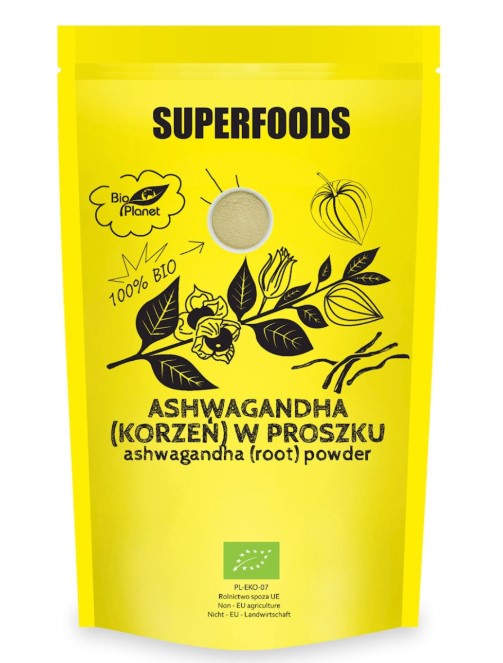 SUPERFOODS
Bio
Planet
100% BIO
ASHWAGANDHA
(KORZEŃ) W PROSZKU
ashwagandha (root) powder
PL-EKO-07
Rolnictwo spoza UE
Non - EU agriculture
Nicht - EU - Landwirtschaft